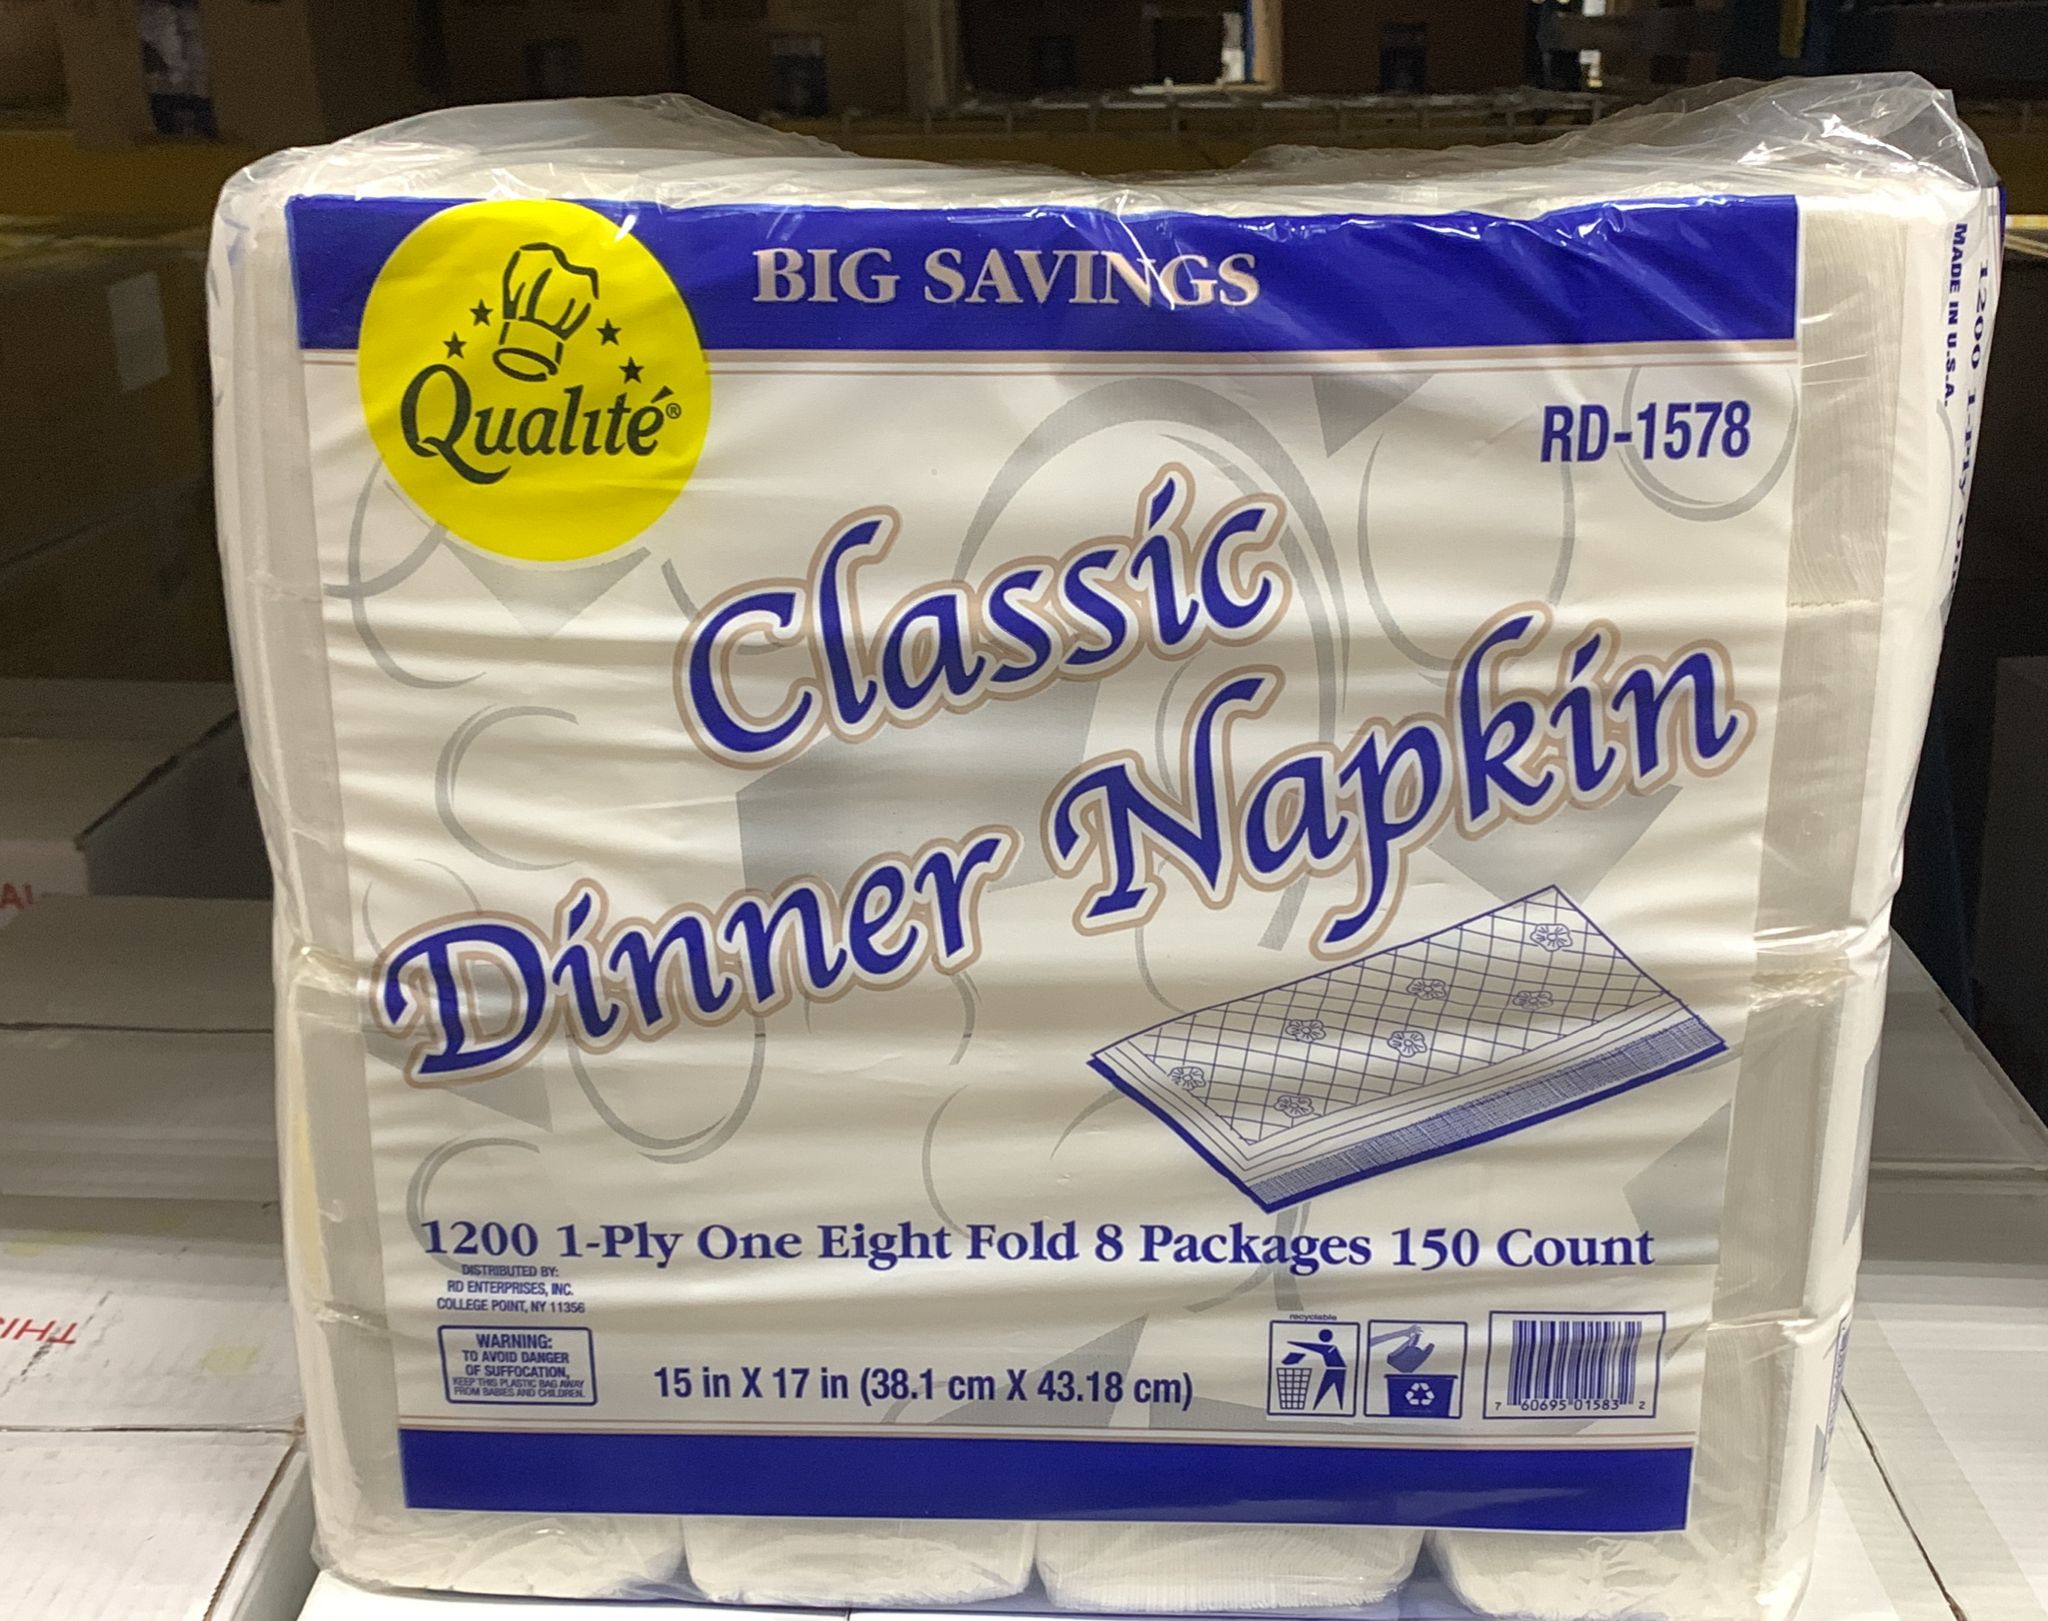 BIG SAVINGS
Qualité®
RD-1578
Classic
Dinner Napkin
1200 1-Ply One Eight Fold 8 Packages 150 Count
DISTRIBUTED BY:
RD ENTERPRISES, INC.
COLLEGE POINT, NY 11356
WARNING:
TO AVOID DANGER
OF SUFFOCATION,
KEEP THIS PLASTIC BAG AWAY
FROM BABIES AND CHILDREN.
15 in X 17 in (38.1 cm X 43.18 cm)
recyclable
7 60695 01583 2
MADE IN U.S.A.
1200 1-Ply